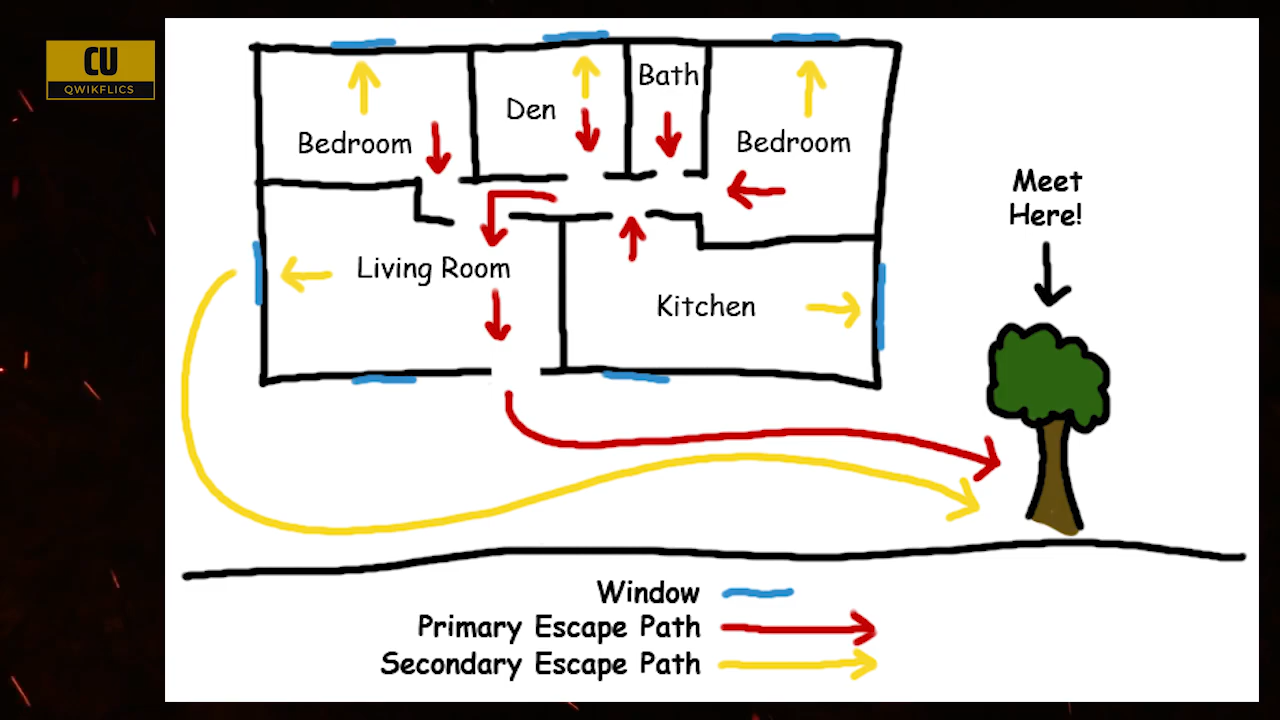 CU
QWIKFLICS
Bath
Den
Bedroom
Bedroom
Meet
Here!
Living Room
Kitchen
Window
Primary Escape Path
Secondary Escape Path